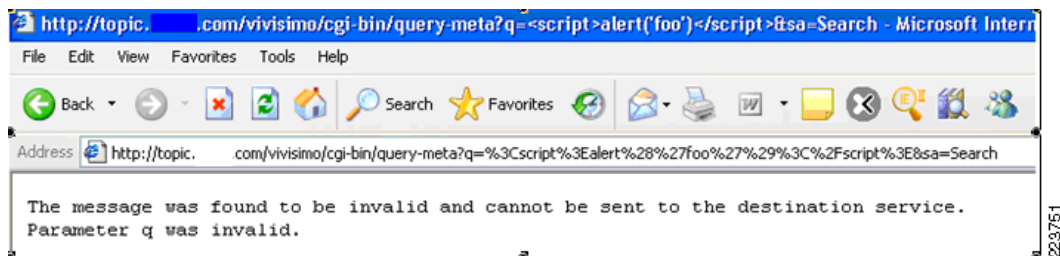 http://topic. .com/vivisimo/cgi-bin/query-meta?q=<script>alert('foo')</script>&sa=Search - Microsoft Intern
File Edit View Favorites Tools Help
Back Search Favorites
Address http://topic. .com/vivisimo/cgi-bin/query-meta?q=%3Cscript%3Ealert%28%27foo%27%29%3C%2Fscript%3E&sa=Search
The message was found to be invalid and cannot be sent to the destination service.
Parameter q was invalid.
223751